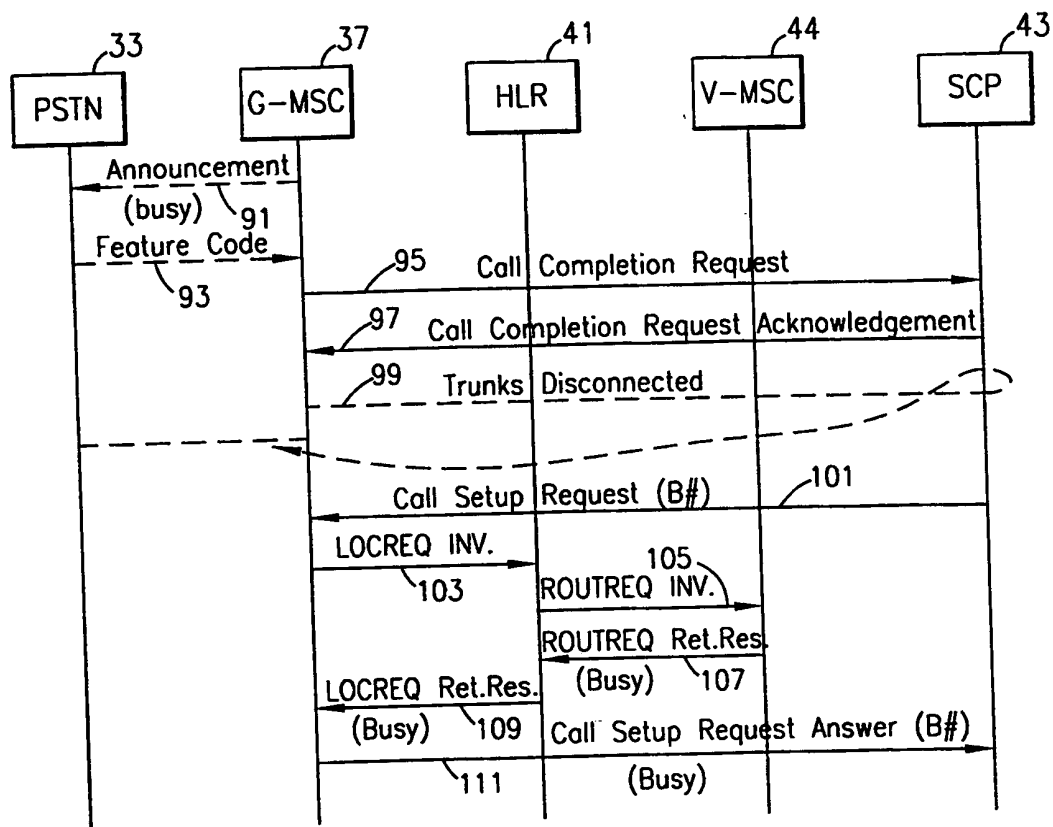 33
37
41
44
43
PSTN
G-MSC
HLR
V-MSC
SCP
Announcement
(busy)
91
Feature Code
93
95
Call Completion Request
97
Call Completion Request Acknowledgement
99
Trunks Disconnected
Call Setup Request (B#)
101
LOCREQ INV.
103
105
ROUTREQ INV.
ROUTREQ Ret.Res.
(Busy)
107
LOCREQ Ret.Res.
(Busy)
109
Call Setup Request Answer (B#)
111
(Busy)